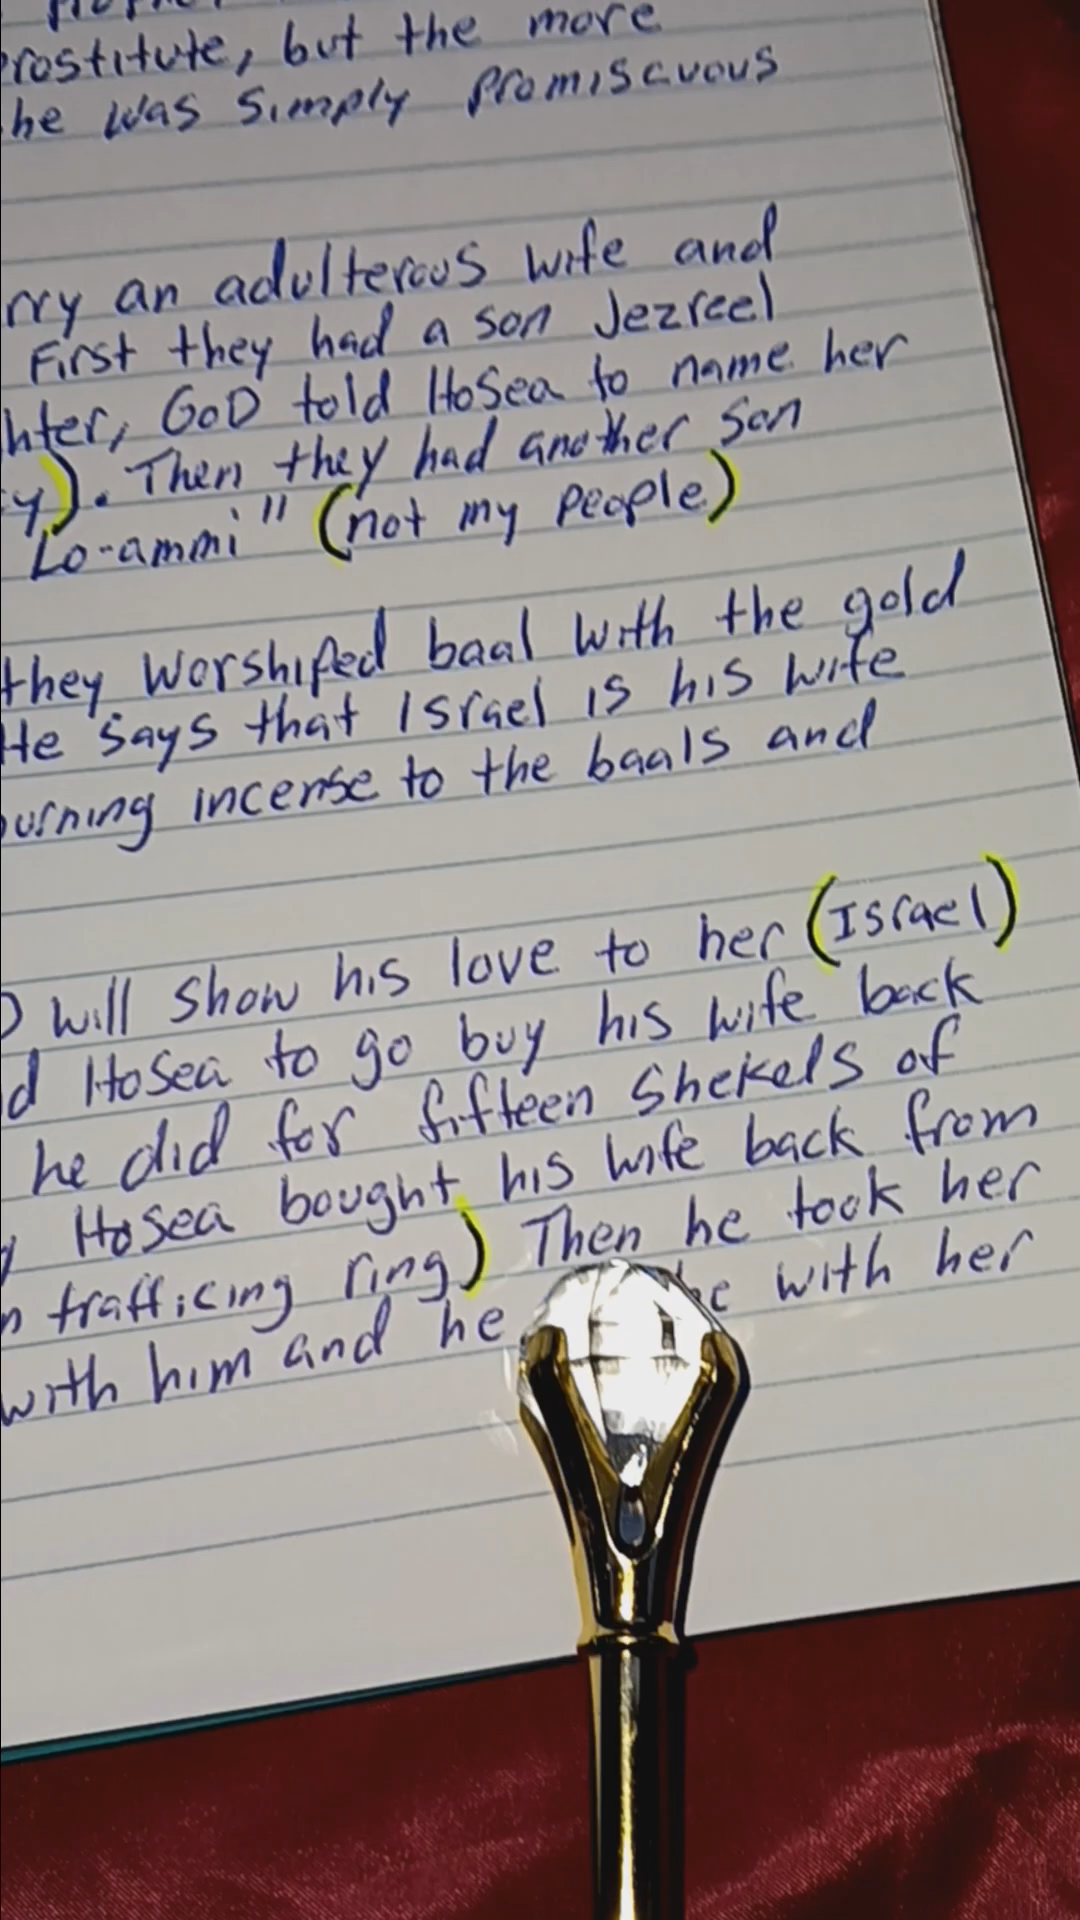 prostitute, but the more
he was simply promiscuous
an adulterous wife and
First they had a son Jezreel
GOD told Hosea to name her
). Then they had another son
Lo-ammi" (not my people)
they worshiped baal with the gold
He says that Israel is his wife
burning incense to the baals and
will show his love to her (Israel)
Hosea to go buy his wife back
he did for fifteen shekels of
Hosea bought his wife back from
trafficing ring) Then he took her
with him and he with her